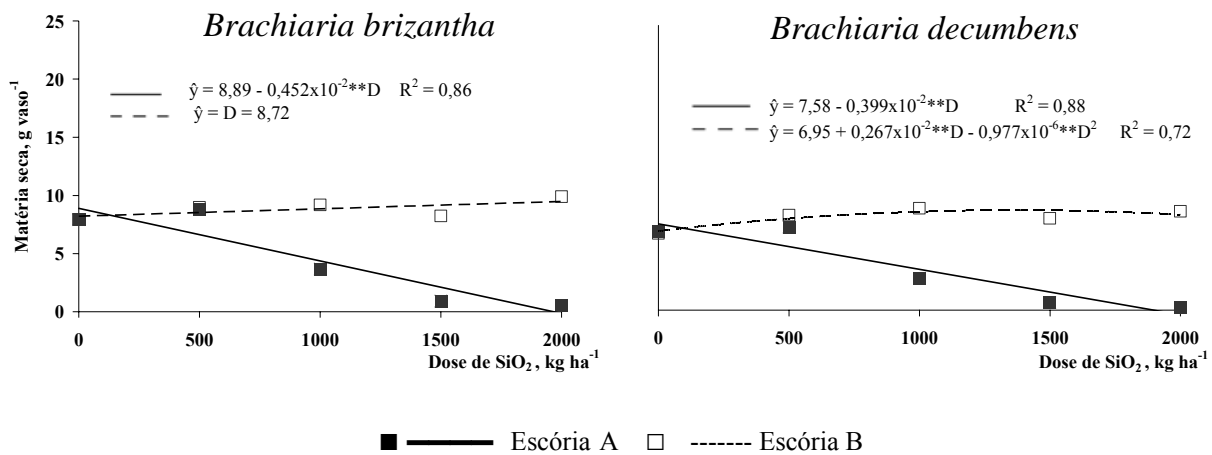 Brachiaria brizantha
25
20
15
10
5
0
Matéria seca, g vaso⁻¹
ŷ = 8,89 - 0,452x10⁻²**D R² = 0,86
ŷ = D = 8,72
0 500 1000 1500 2000
Dose de SiO₂ , kg ha⁻¹
Brachiaria decumbens
ŷ = 7,58 - 0,399x10⁻²**D R² = 0,88
ŷ = 6,95 + 0,267x10⁻²**D - 0,977x10⁻⁶**D² R² = 0,72
0 500 1000 1500 2000
Dose de SiO₂ , kg ha⁻¹
Escória A Escória B